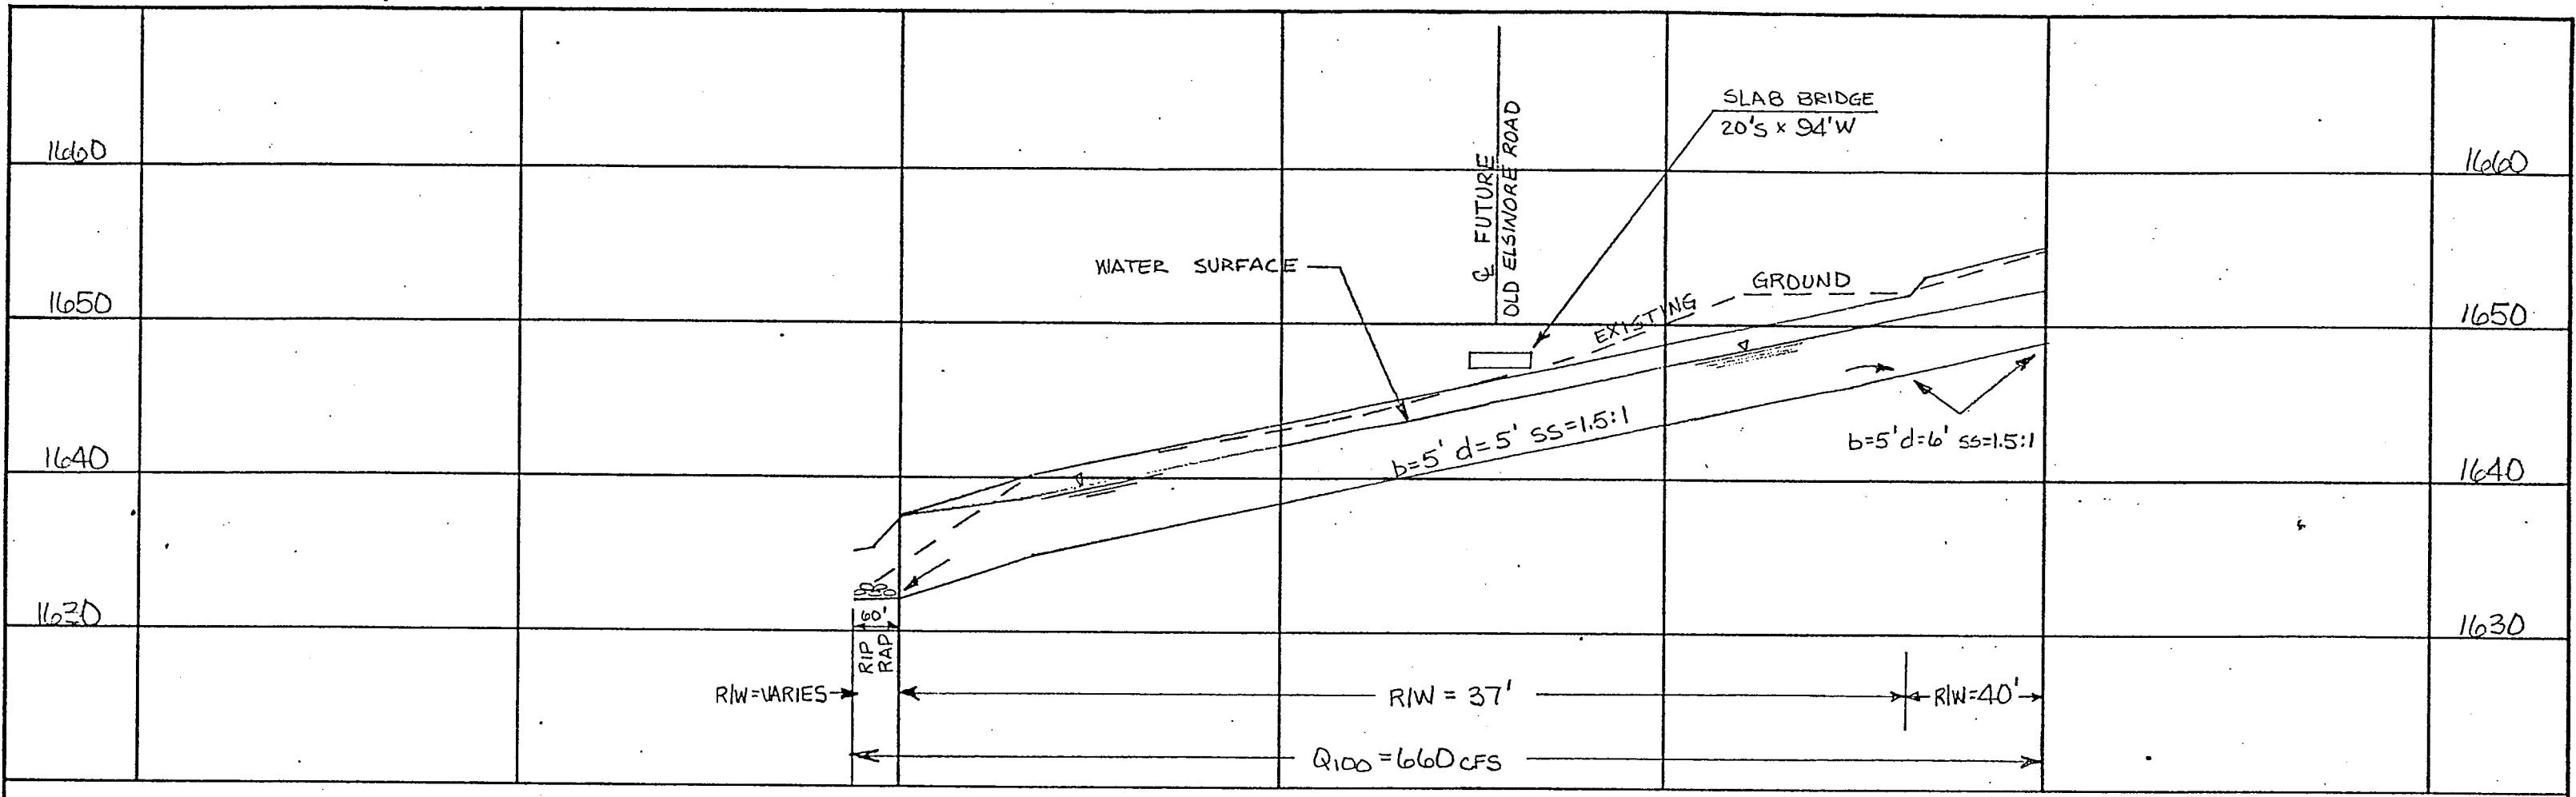 1660
1650
1640
1630
℄ FUTURE
OLD ELSINORE ROAD
SLAB BRIDGE
20'S x 94'W
WATER SURFACE
EXISTING
GROUND
b=5' d=5' SS=1.5:1
b=5' d=6' SS=1.5:1
1660
1650
1640
1630
60'
RIP
RAP
R/W=VARIES
R/W = 37'
R/W=40'
Q100 = 660 CFS